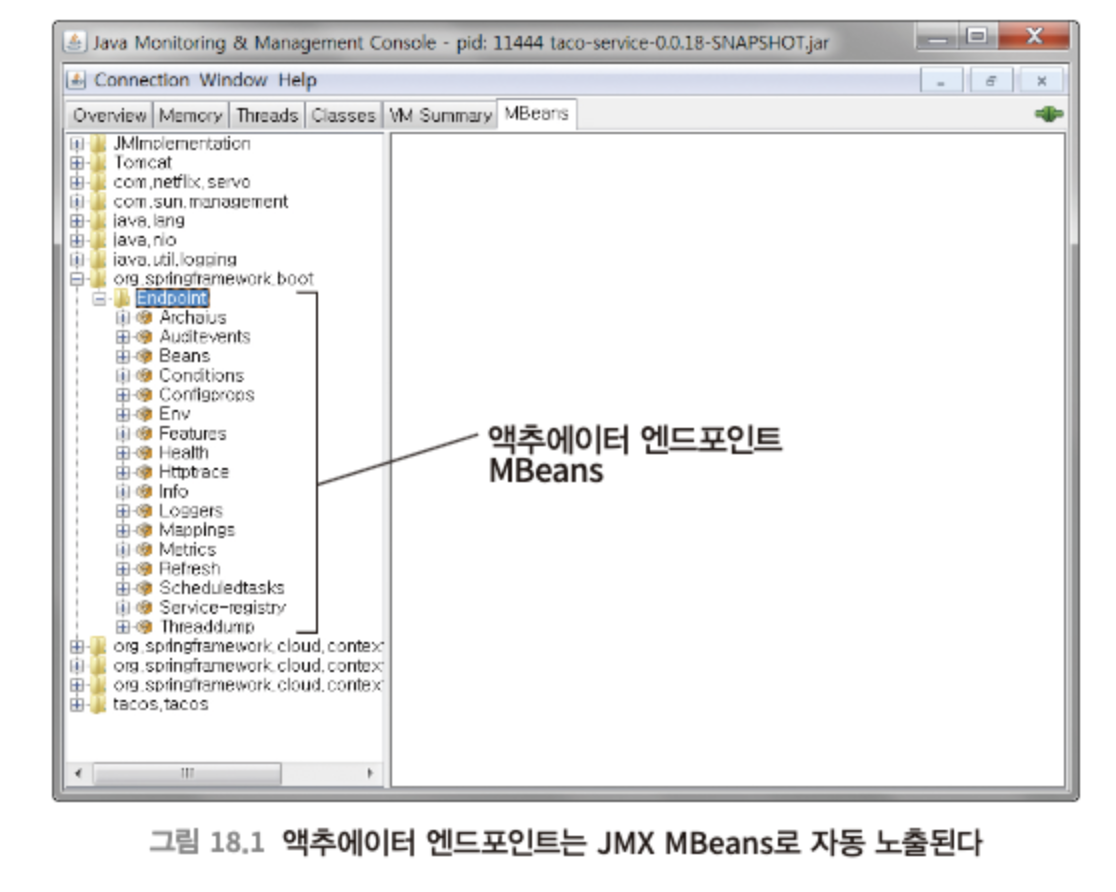 Java Monitoring & Management Console - pid: 11444 taco-service-0.0.18-SNAPSHOT.jar
Connection Window Help
Overview Memory Threads Classes VM Summary MBeans
JMImplementation
Tomcat
com.netflix.servo
com.sun.management
java.lang
java.nio
java.util.logging
org.springframework.boot
Endpoint
Archaius
Auditevents
Beans
Conditions
Configprops
Env
Features
Health
Httptrace
Info
Loggers
Mappings
Metrics
Refresh
Scheduledtasks
Service-registry
Threaddump
org.springframework.cloud.contex
org.springframework.cloud.contex
org.springframework.cloud.contex
tacos.tacos
액추에이터 엔드포인트
MBeans
그림 18.1 액추에이터 엔드포인트는 JMX MBeans로 자동 노출된다